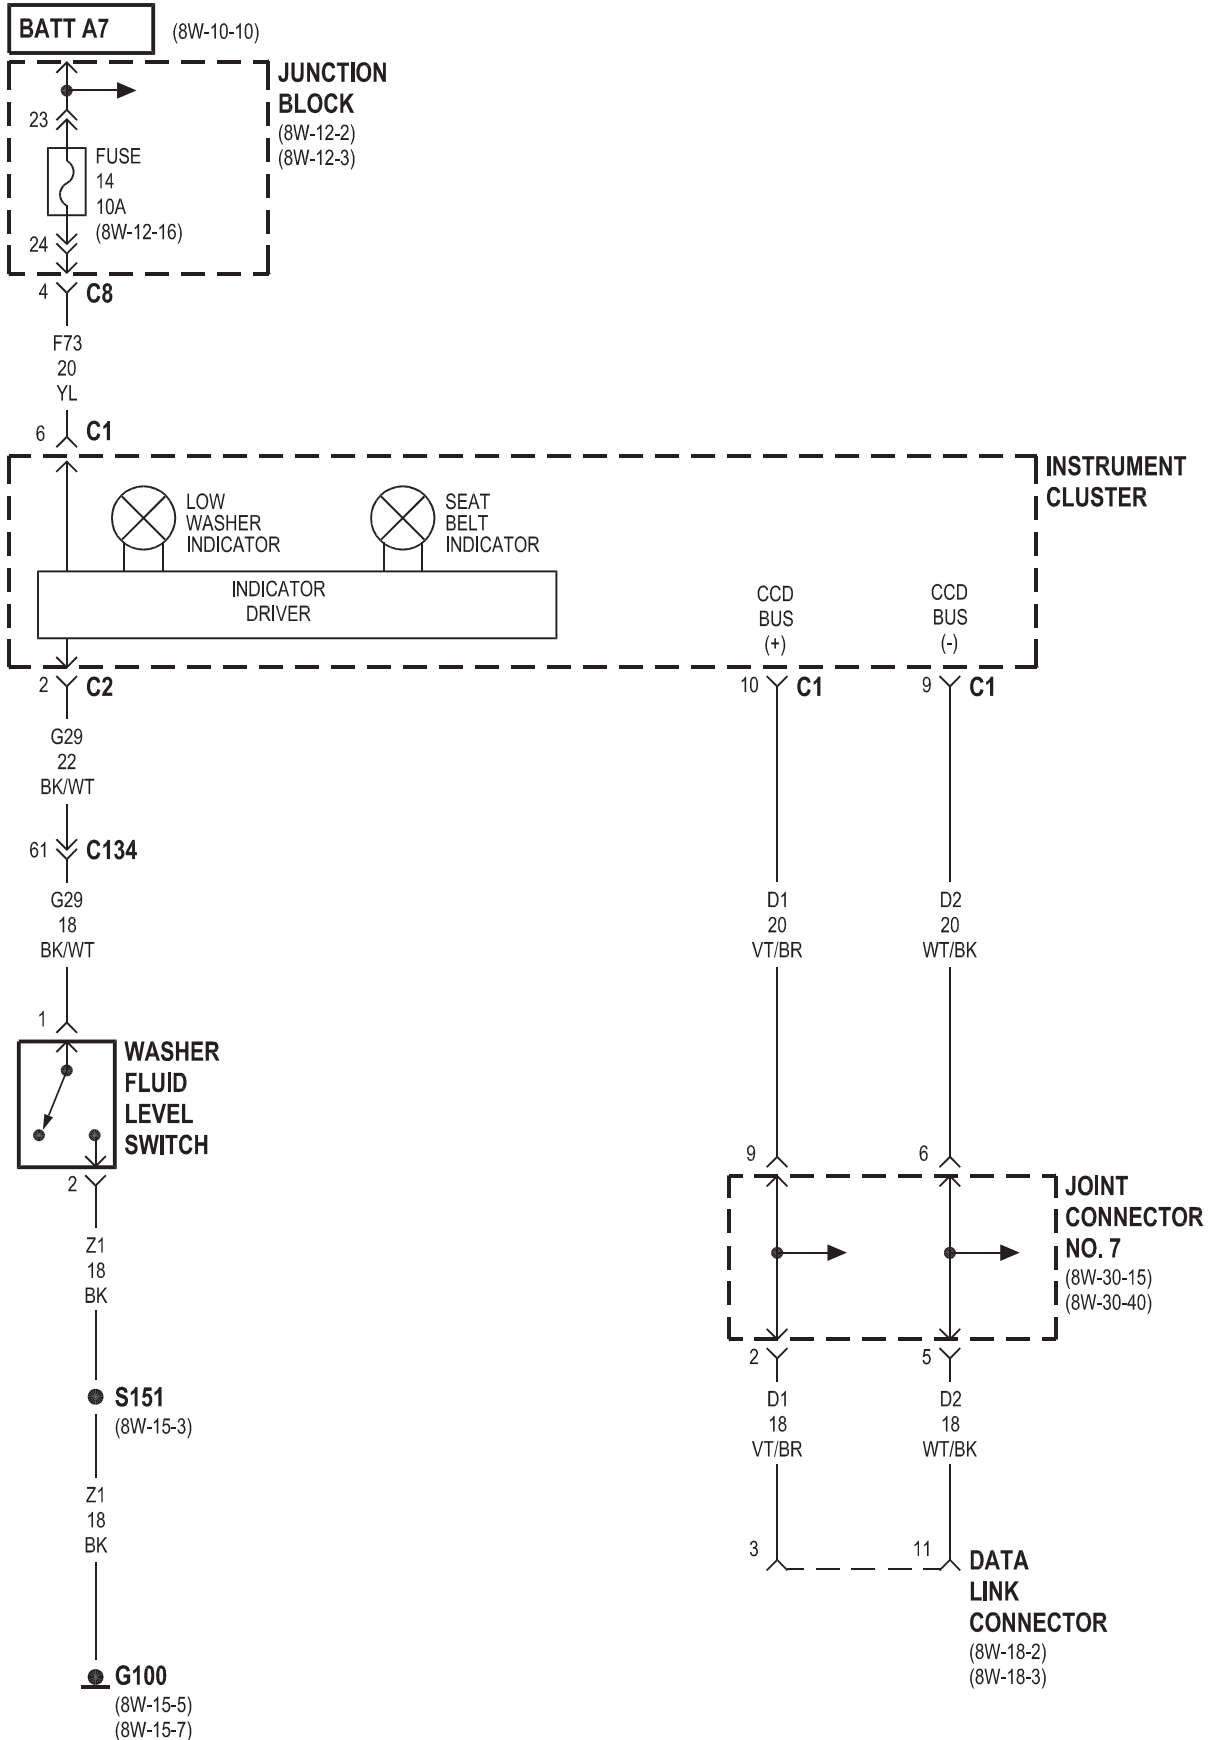 BATT A7
(8W-10-10)
JUNCTION
BLOCK
(8W-12-2)
(8W-12-3)
23
FUSE
14
10A
(8W-12-16)
24
4
C8
F73
20
YL
6
C1
INSTRUMENT
CLUSTER
LOW
WASHER
INDICATOR
SEAT
BELT
INDICATOR
INDICATOR
DRIVER
CCD
BUS
(+)
CCD
BUS
(-)
2
C2
10
C1
9
C1
G29
22
BK/WT
61
C134
G29
18
BK/WT
D1
20
VT/BR
D2
20
WT/BK
1
WASHER
FLUID
LEVEL
SWITCH
2
9
6
JOINT
CONNECTOR
NO. 7
(8W-30-15)
(8W-30-40)
Z1
18
BK
2
5
S151
(8W-15-3)
D1
18
VT/BR
D2
18
WT/BK
Z1
18
BK
3
11
DATA
LINK
CONNECTOR
(8W-18-2)
(8W-18-3)
G100
(8W-15-5)
(8W-15-7)